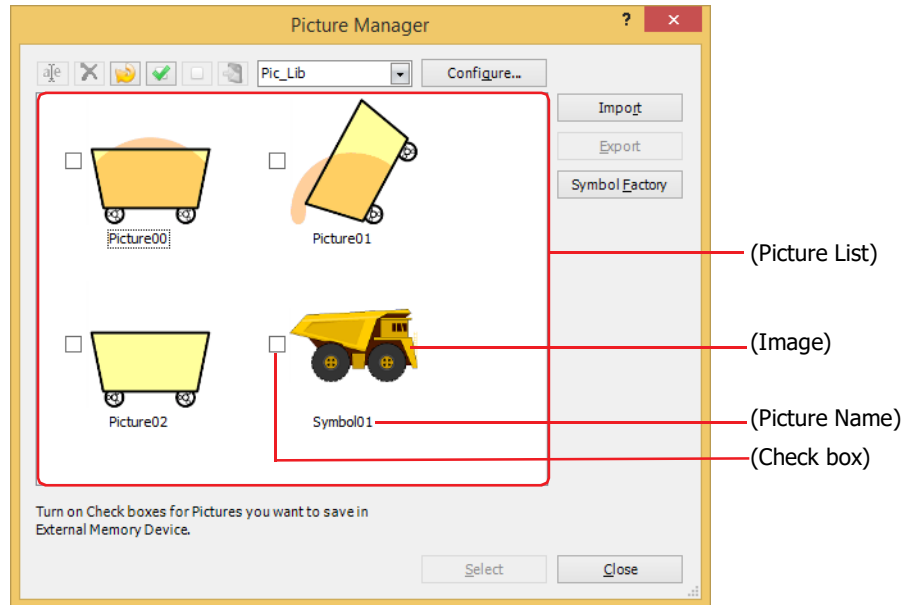 Picture Manager
?
×
a|e
Pic_Lib
Configure...
Import
Export
Symbol Factory
Picture00
Picture01
(Picture List)
(Image)
Picture02
Symbol01
(Picture Name)
(Check box)
Turn on Check boxes for Pictures you want to save in
External Memory Device.
Select
Close